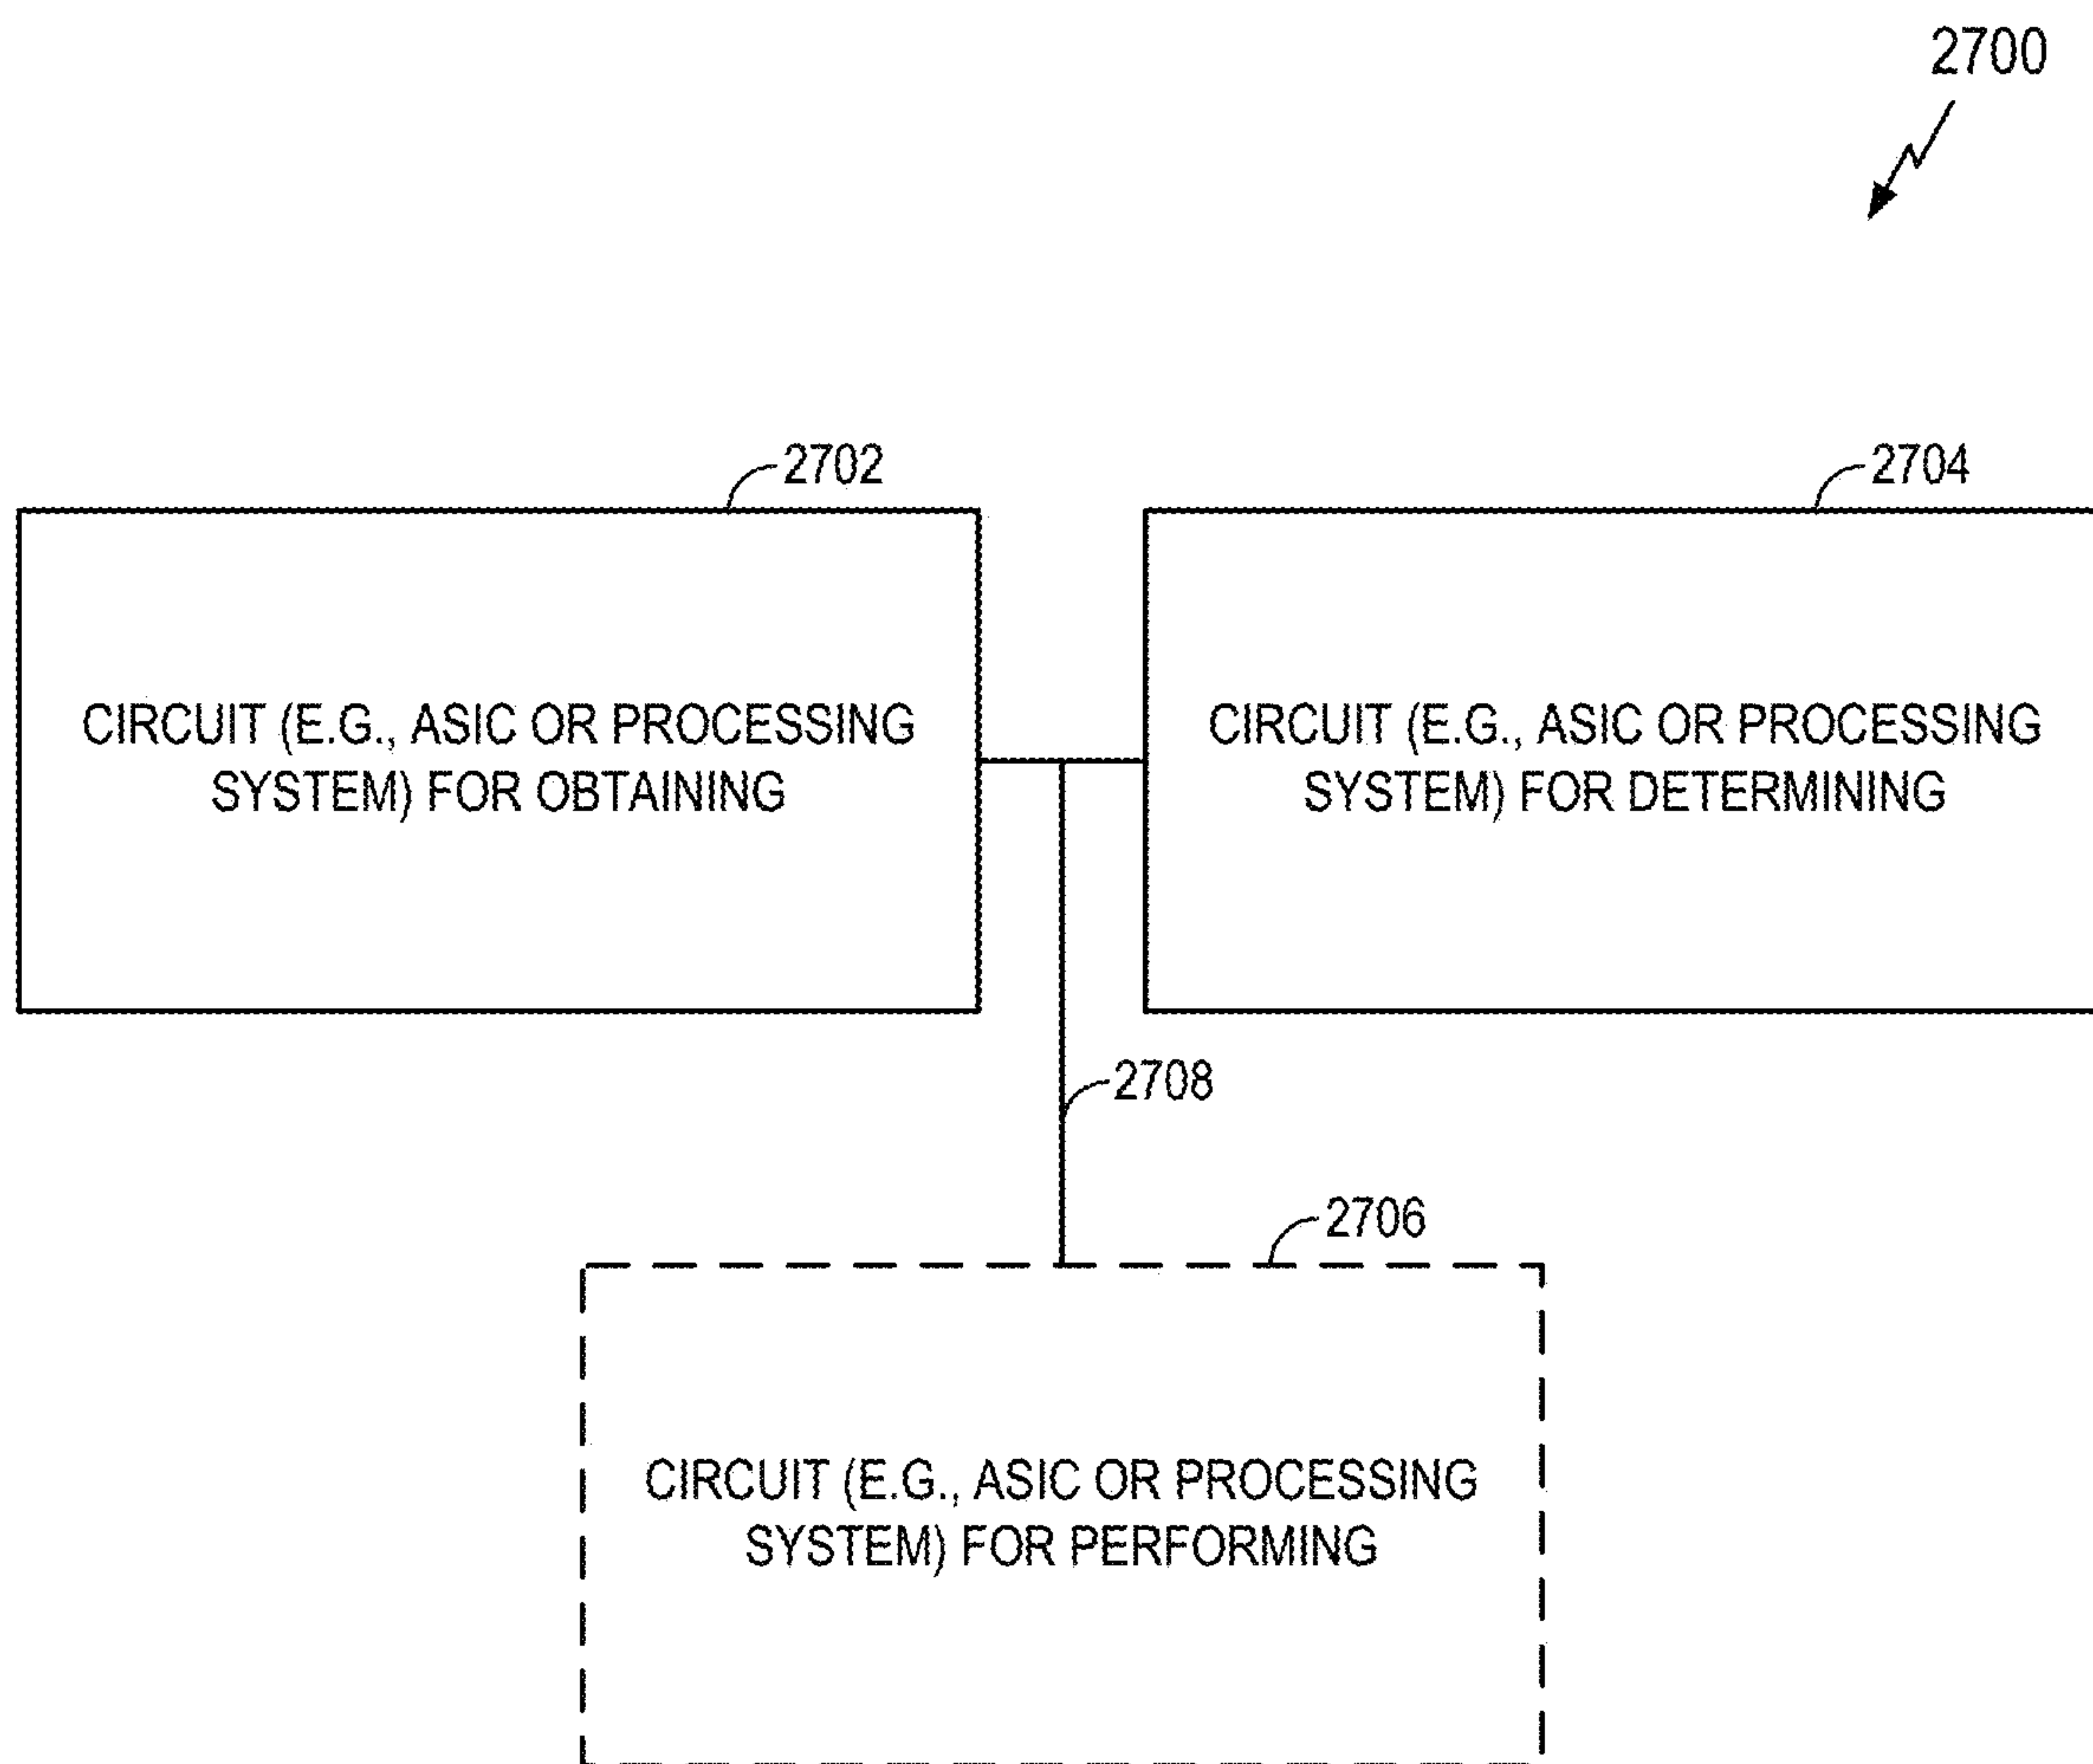 2700
2702
2704
CIRCUIT (E.G., ASIC OR PROCESSING
SYSTEM) FOR OBTAINING
CIRCUIT (E.G., ASIC OR PROCESSING
SYSTEM) FOR DETERMINING
2708
2706
CIRCUIT (E.G., ASIC OR PROCESSING
SYSTEM) FOR PERFORMING